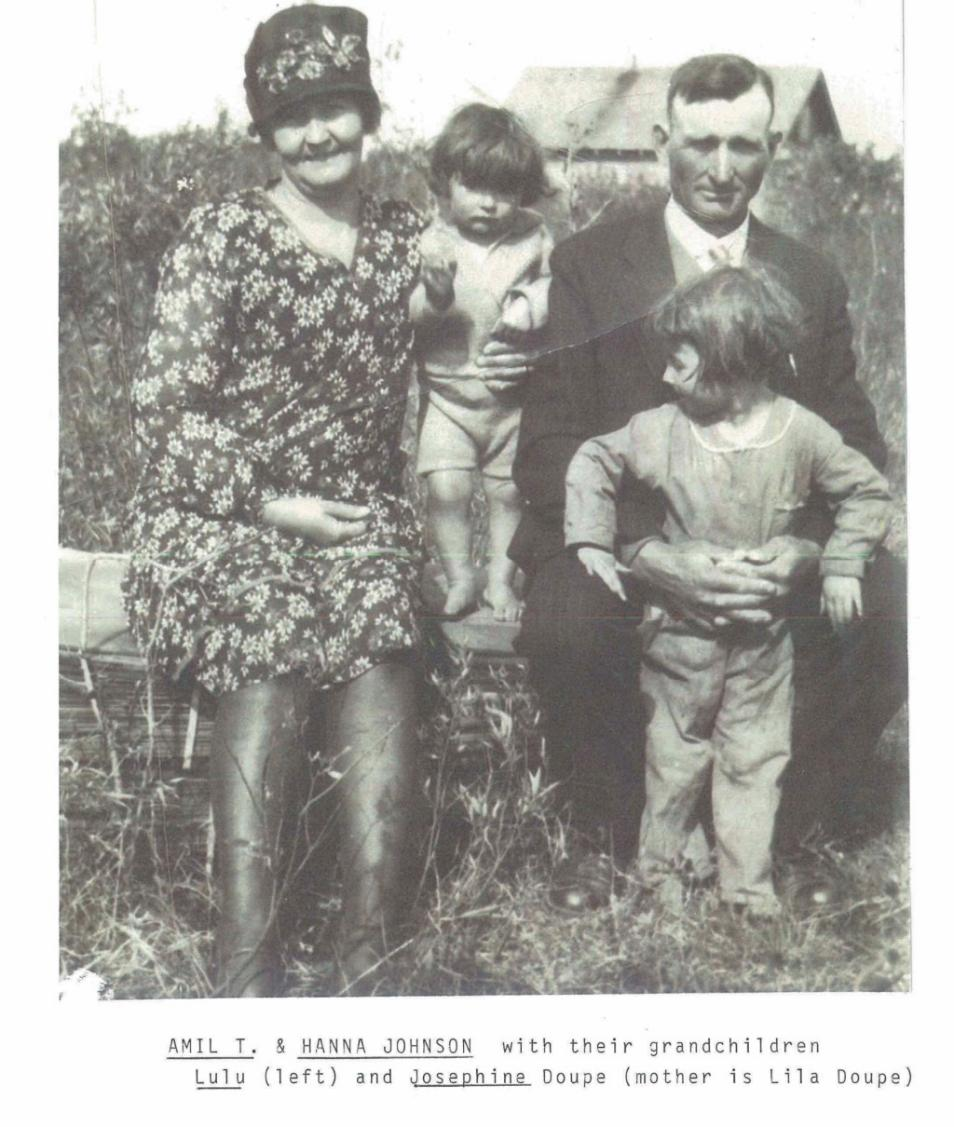 AMIL T. & HANNA JOHNSON with their grandchildren
Lulu (left) and Josephine Doupe (mother is Lila Doupe)